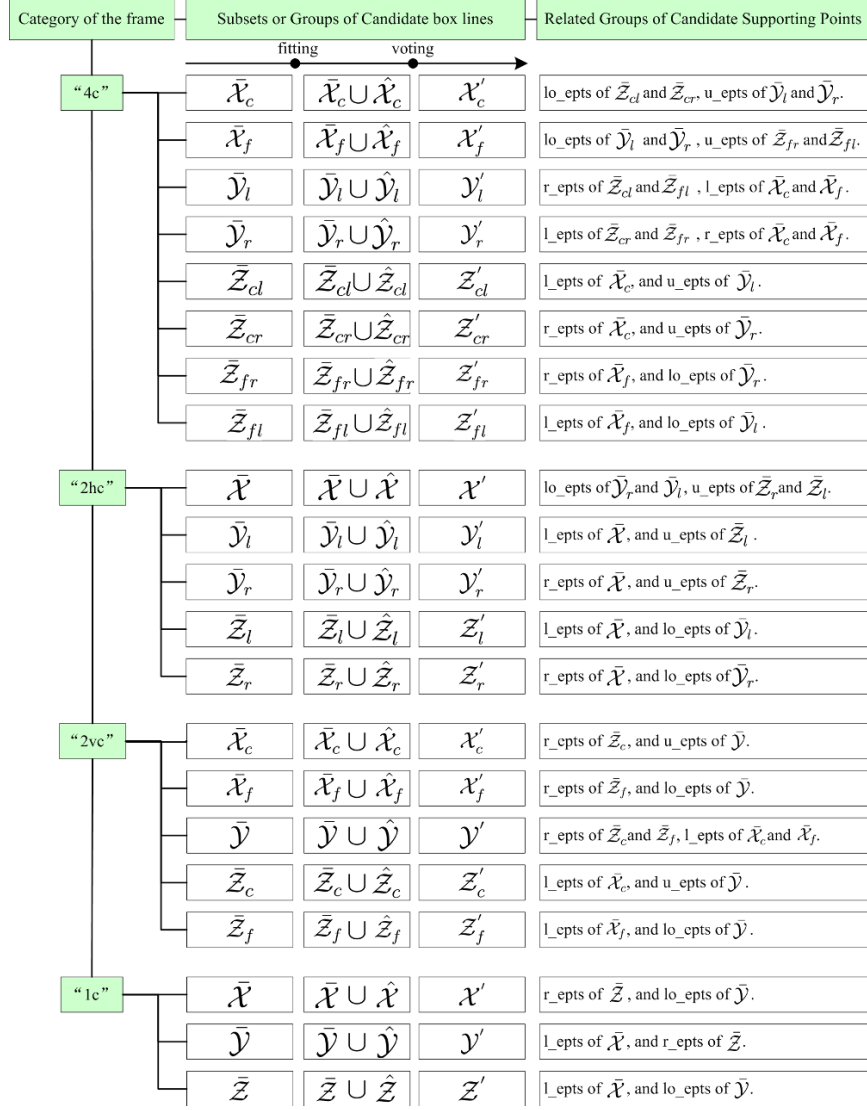 Category of the frame Subsets or Groups of Candidate box lines Related Groups of Candidate Supporting Points
fitting voting
“4c” 𝒳̄_c 𝒳̄_c ∪ 𝒳̂_c 𝒳′_c lo_epts of 𝒵̄_cl and 𝒵̄_cr, u_epts of 𝒴̄_l and 𝒴̄_r.
𝒳̄_f 𝒳̄_f ∪ 𝒳̂_f 𝒳′_f lo_epts of 𝒴̄_l and 𝒴̄_r , u_epts of 𝒵̄_fr and 𝒵̄_fl.
𝒴̄_l 𝒴̄_l ∪ 𝒴̂_l 𝒴′_l r_epts of 𝒵̄_cl and 𝒵̄_fl , l_epts of 𝒳̄_c and 𝒳̄_f.
𝒴̄_r 𝒴̄_r ∪ 𝒴̂_r 𝒴′_r l_epts of 𝒵̄_cr and 𝒵̄_fr , r_epts of 𝒳̄_c and 𝒳̄_f.
𝒵̄_cl 𝒵̄_cl ∪ 𝒵̂_cl 𝒵′_cl l_epts of 𝒳̄_c, and u_epts of 𝒴̄_l.
𝒵̄_cr 𝒵̄_cr ∪ 𝒵̂_cr 𝒵′_cr r_epts of 𝒳̄_c, and u_epts of 𝒴̄_r.
𝒵̄_fr 𝒵̄_fr ∪ 𝒵̂_fr 𝒵′_fr r_epts of 𝒳̄_f, and lo_epts of 𝒴̄_r.
𝒵̄_fl 𝒵̄_fl ∪ 𝒵̂_fl 𝒵′_fl l_epts of 𝒳̄_f, and lo_epts of 𝒴̄_l .
“2hc” 𝒳̄ 𝒳̄ ∪ 𝒳̂ 𝒳′ lo_epts of 𝒴̄_r and 𝒴̄_l, u_epts of 𝒵̄_r and 𝒵̄_l.
𝒴̄_l 𝒴̄_l ∪ 𝒴̂_l 𝒴′_l l_epts of 𝒳̄, and u_epts of 𝒵̄_l .
𝒴̄_r 𝒴̄_r ∪ 𝒴̂_r 𝒴′_r r_epts of 𝒳̄, and u_epts of 𝒵̄_r.
𝒵̄_l 𝒵̄_l ∪ 𝒵̂_l 𝒵′_l l_epts of 𝒳̄, and lo_epts of 𝒴̄_l.
𝒵̄_r 𝒵̄_r ∪ 𝒵̂_r 𝒵′_r r_epts of 𝒳̄, and lo_epts of 𝒴̄_r.
“2vc” 𝒳̄_c 𝒳̄_c ∪ 𝒳̂_c 𝒳′_c r_epts of 𝒵̄_c, and u_epts of 𝒴̄.
𝒳̄_f 𝒳̄_f ∪ 𝒳̂_f 𝒳′_f r_epts of 𝒵̄_f, and lo_epts of 𝒴̄.
𝒴̄ 𝒴̄ ∪ 𝒴̂ 𝒴′ r_epts of 𝒵̄_c and 𝒵̄_f, l_epts of 𝒳̄_c and 𝒳̄_f.
𝒵̄_c 𝒵̄_c ∪ 𝒵̂_c 𝒵′_c l_epts of 𝒳̄_c, and u_epts of 𝒴̄.
𝒵̄_f 𝒵̄_f ∪ 𝒵̂_f 𝒵′_f l_epts of 𝒳̄_f, and lo_epts of 𝒴̄.
“1c” 𝒳̄ 𝒳̄ ∪ 𝒳̂ 𝒳′ r_epts of 𝒵̄ , and lo_epts of 𝒴̄.
𝒴̄ 𝒴̄ ∪ 𝒴̂ 𝒴′ l_epts of 𝒳̄, and r_epts of 𝒵̄.
𝒵̄ 𝒵̄ ∪ 𝒵̂ 𝒵′ l_epts of 𝒳̄, and lo_epts of 𝒴̄.